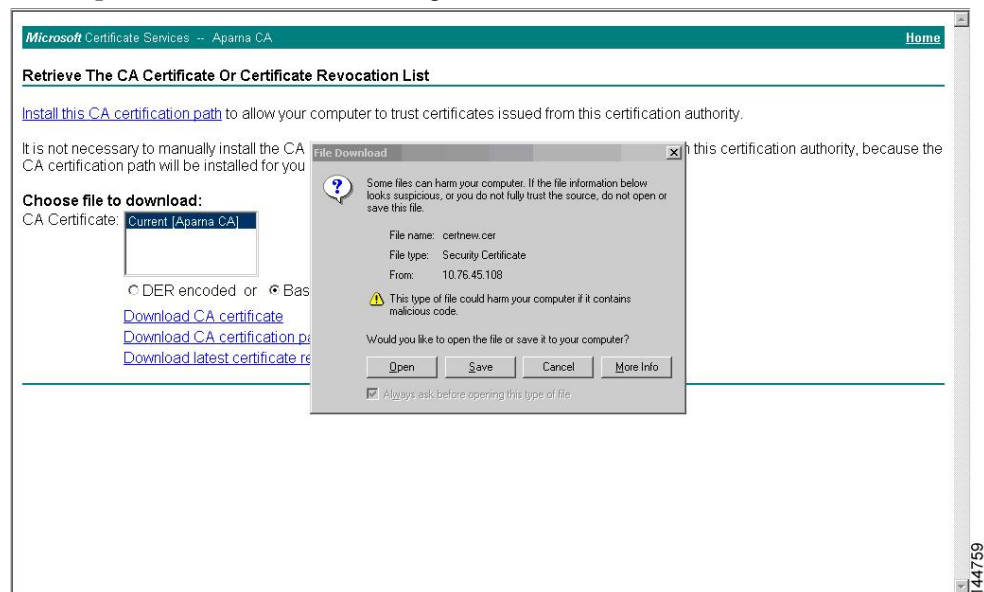 Microsoft Certificate Services -- Aparna CA Home
Retrieve The CA Certificate Or Certificate Revocation List
Install this CA certification path to allow your computer to trust certificates issued from this certification authority.
It is not necessary to manually install the CA this certification authority, because the
CA certification path will be installed for you
Choose file to download:
CA Certificate: Current [Aparna CA]
DER encoded or Bas
Download CA certificate
Download CA certification pa
Download latest certificate re
File Download
Some files can harm your computer. If the file information below
looks suspicious, or you do not fully trust the source, do not open or
save this file.
File name: certnew.cer
File type: Security Certificate
From: 10.76.45.108
This type of file could harm your computer if it contains
malicious code.
Would you like to open the file or save it to your computer?
Open Save Cancel More Info
Always ask before opening this type of file
144759